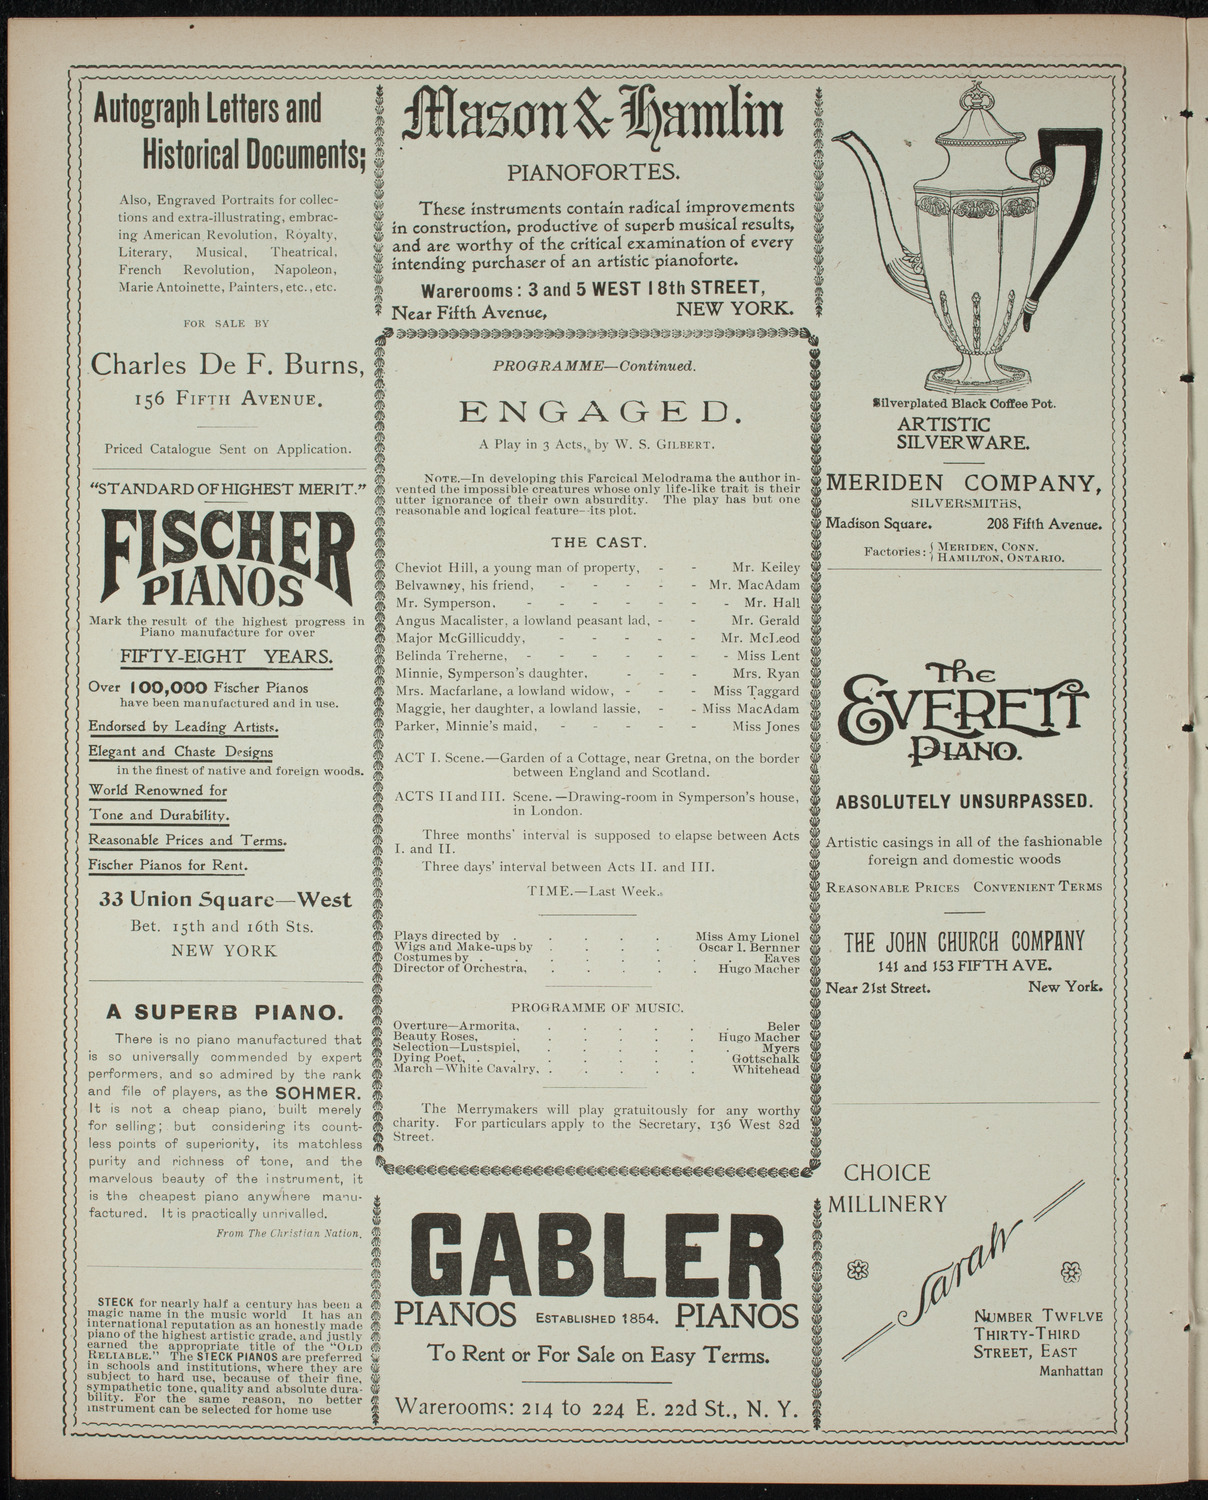 Autograph Letters and
Historical Documents;
Also, Engraved Portraits for collec-
tions and extra-illustrating, embrac-
ing American Revolution, Royalty,
Literary, Musical, Theatrical,
French Revolution, Napoleon,
Marie Antoinette, Painters, etc., etc.
FOR SALE BY
Charles De F. Burns,
156 FIFTH AVENUE.
Priced Catalogue Sent on Application.
"STANDARD OF HIGHEST MERIT."
FISCHER
PIANOS
Mark the result of the highest progress in
Piano manufacture for over
FIFTY-EIGHT YEARS.
Over 100,000 Fischer Pianos
have been manufactured and in use.
Endorsed by Leading Artists.
Elegant and Chaste Designs
in the finest of native and foreign woods.
World Renowned for
Tone and Durability.
Reasonable Prices and Terms.
Fischer Pianos for Rent.
33 Union Square—West
Bet. 15th and 16th Sts.
NEW YORK
A SUPERB PIANO.
There is no piano manufactured that
is so universally commended by expert
performers, and so admired by the rank
and file of players, as the SOHMER.
It is not a cheap piano, built merely
for selling; but considering its count-
less points of superiority, its matchless
purity and richness of tone, and the
marvelous beauty of the instrument, it
is the cheapest piano anywhere manu-
factured. It is practically unrivalled.
From The Christian Nation.
STECK for nearly half a century has been a
magic name in the music world It has an
international reputation as an honestly made
piano of the highest artistic grade, and justly
earned the appropriate title of the "OLD
RELIABLE." The STECK PIANOS are preferred
in schools and institutions, where they are
subject to hard use, because of their fine,
sympathetic tone, quality and absolute dura-
bility. For the same reason, no better
instrument can be selected for home use
Mason & Hamlin
PIANOFORTES.
These instruments contain radical improvements
in construction, productive of superb musical results,
and are worthy of the critical examination of every
intending purchaser of an artistic pianoforte.
Warerooms: 3 and 5 WEST 18th STREET,
Near Fifth Avenue, NEW YORK.
PROGRAMME—Continued.
ENGAGED.
A Play in 3 Acts, by W. S. GILBERT.
NOTE.—In developing this Farcical Melodrama the author in-
vented the impossible creatures whose only life-like trait is their
utter ignorance of their own absurdity. The play has but one
reasonable and logical feature—its plot.
THE CAST.
Cheviot Hill, a young man of property, - - Mr. Keiley
Belvawney, his friend, - - - - - Mr. MacAdam
Mr. Symperson, - - - - - - - Mr. Hall
Angus Macalister, a lowland peasant lad, - - Mr. Gerald
Major McGillicuddy, - - - - - Mr. McLeod
Belinda Treherne, - - - - - - - Miss Lent
Minnie, Symperson's daughter, - - - Mrs. Ryan
Mrs. Macfarlane, a lowland widow, - - - Miss Taggard
Maggie, her daughter, a lowland lassie, - - Miss MacAdam
Parker, Minnie's maid, - - - - - Miss Jones
ACT I. Scene.—Garden of a Cottage, near Gretna, on the border
between England and Scotland.
ACTS II and III. Scene.—Drawing-room in Symperson's house,
in London.
Three months' interval is supposed to elapse between Acts
I. and II.
Three days' interval between Acts II. and III.
TIME.—Last Week.
Plays directed by . . . . . Miss Amy Lionel
Wigs and Make-ups by . . . . . Oscar I. Bernner
Costumes by . . . . . . . . Eaves
Director of Orchestra, . . . . . Hugo Macher
PROGRAMME OF MUSIC.
Overture—Armorita, . . . . . . Beler
Beauty Roses, . . . . . . Hugo Macher
Selection—Lustspiel, . . . . . . Myers
Dying Poet, . . . . . . . Gottschalk
March—White Cavalry, . . . . . Whitehead
The Merrymakers will play gratuitously for any worthy
charity. For particulars apply to the Secretary, 136 West 82d
Street.
GABLER
PIANOS ESTABLISHED 1854. PIANOS
To Rent or For Sale on Easy Terms.
Warerooms: 214 to 224 E. 22d St., N. Y.
Silverplated Black Coffee Pot.
ARTISTIC
SILVERWARE.
MERIDEN COMPANY,
SILVERSMITHS,
Madison Square. 208 Fifth Avenue.
Factories: { MERIDEN, CONN.
HAMILTON, ONTARIO.
The
EVERETT
PIANO.
ABSOLUTELY UNSURPASSED.
Artistic casings in all of the fashionable
foreign and domestic woods
REASONABLE PRICES CONVENIENT TERMS
THE JOHN CHURCH COMPANY
141 and 153 FIFTH AVE.
Near 21st Street. New York.
CHOICE
MILLINERY
Sarah
NUMBER TWELVE
THIRTY-THIRD
STREET, EAST
Manhattan